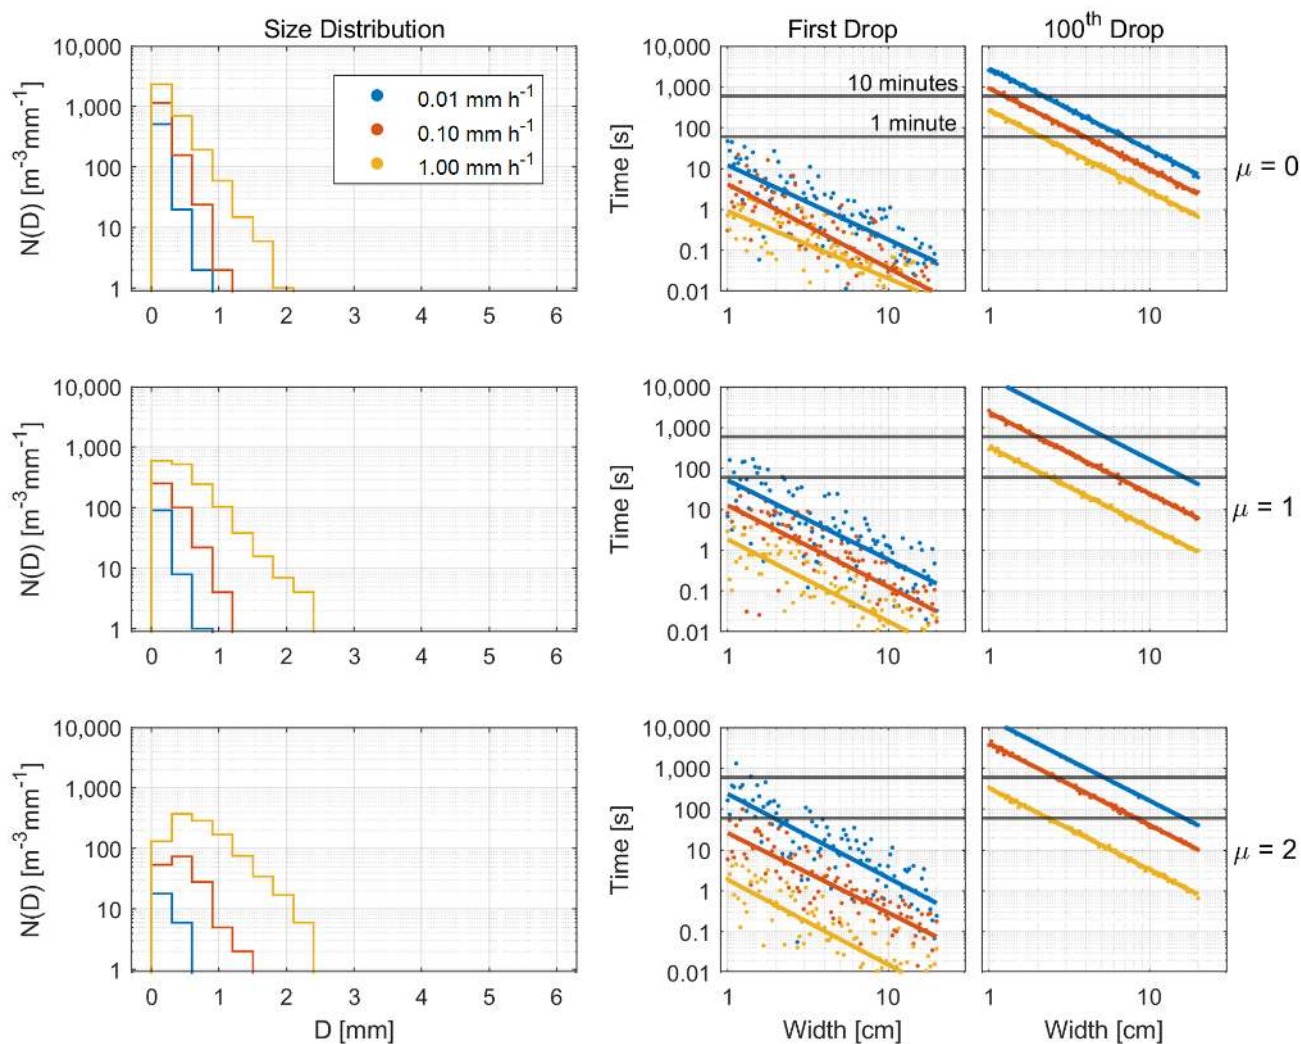 Size Distribution
First Drop
100th Drop
10,000
1,000
100
10
1
N(D) [m-3mm-1]
0.01 mm h-1
0.10 mm h-1
1.00 mm h-1
0 1 2 3 4 5 6
10,000
1,000
100
10
1
0.1
0.01
Time [s]
10 minutes
1 minute
1 10
1 10
μ = 0
10,000
1,000
100
10
1
N(D) [m-3mm-1]
0 1 2 3 4 5 6
10,000
1,000
100
10
1
0.1
0.01
Time [s]
1 10
1 10
μ = 1
10,000
1,000
100
10
1
N(D) [m-3mm-1]
0 1 2 3 4 5 6
D [mm]
10,000
1,000
100
10
1
0.1
0.01
Time [s]
1 10
Width [cm]
1 10
Width [cm]
μ = 2